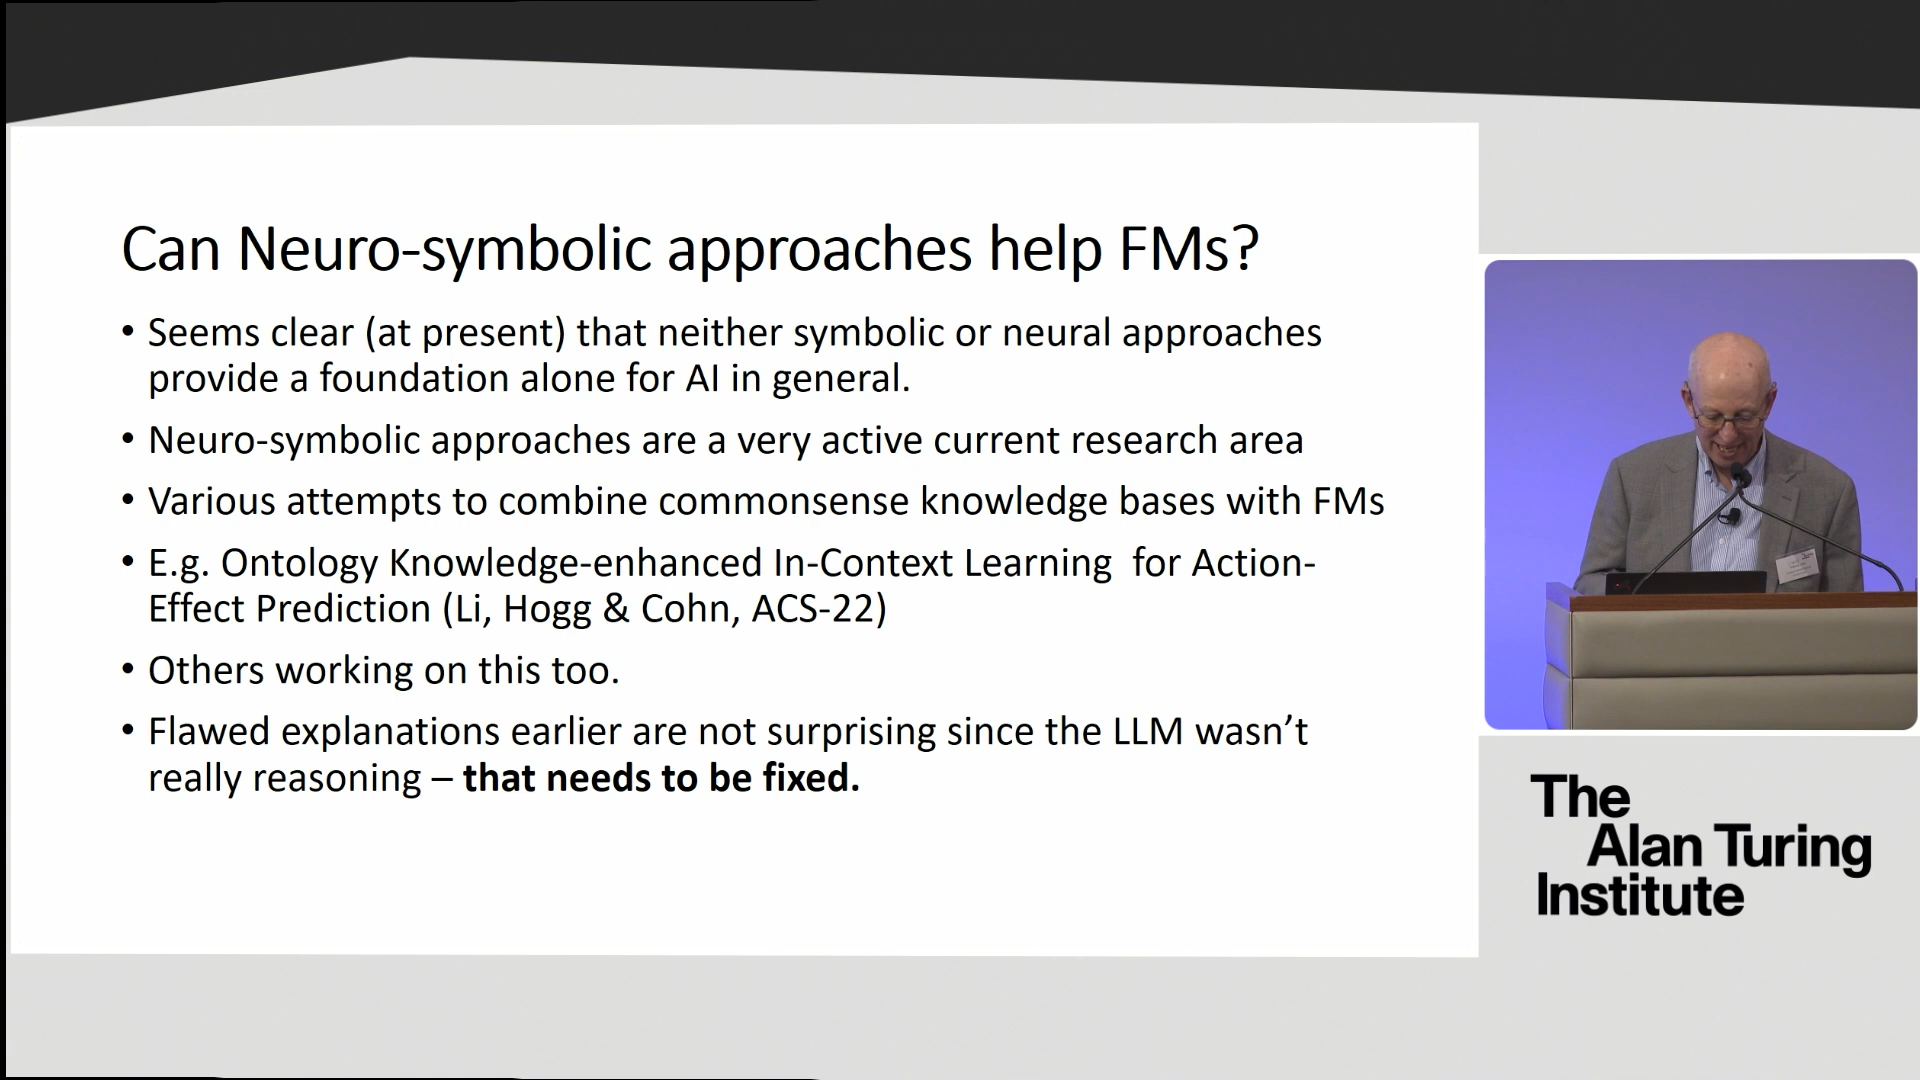 Can Neuro-symbolic approaches help FMs?
• Seems clear (at present) that neither symbolic or neural approaches
provide a foundation alone for AI in general.
• Neuro-symbolic approaches are a very active current research area
• Various attempts to combine commonsense knowledge bases with FMs
• E.g. Ontology Knowledge-enhanced In-Context Learning  for Action-
Effect Prediction (Li, Hogg & Cohn, ACS-22)
• Others working on this too.
• Flawed explanations earlier are not surprising since the LLM wasn’t
really reasoning – that needs to be fixed.
The
Alan Turing
Institute